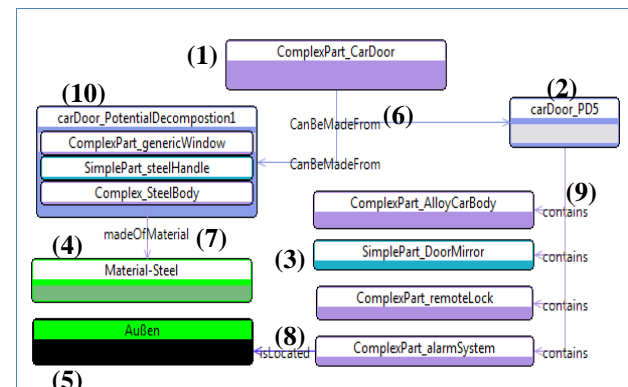 (1)
ComplexPart_CarDoor
(10)
(2)
carDoor_PotentialDecompostion1
CanBeMadeFrom
(6)
carDoor_PD5
ComplexPart_genericWindow
SimplePart_steelHandle
CanBeMadeFrom
Complex_SteelBody
(9)
ComplexPart_AlloyCarBody
contains
madeOfMaterial
(7)
(4)
Material-Steel
(3)
SimplePart_DoorMirror
contains
ComplexPart_remoteLock
contains
Außen
(8)
isLocated
ComplexPart_alarmSystem
contains
(5)